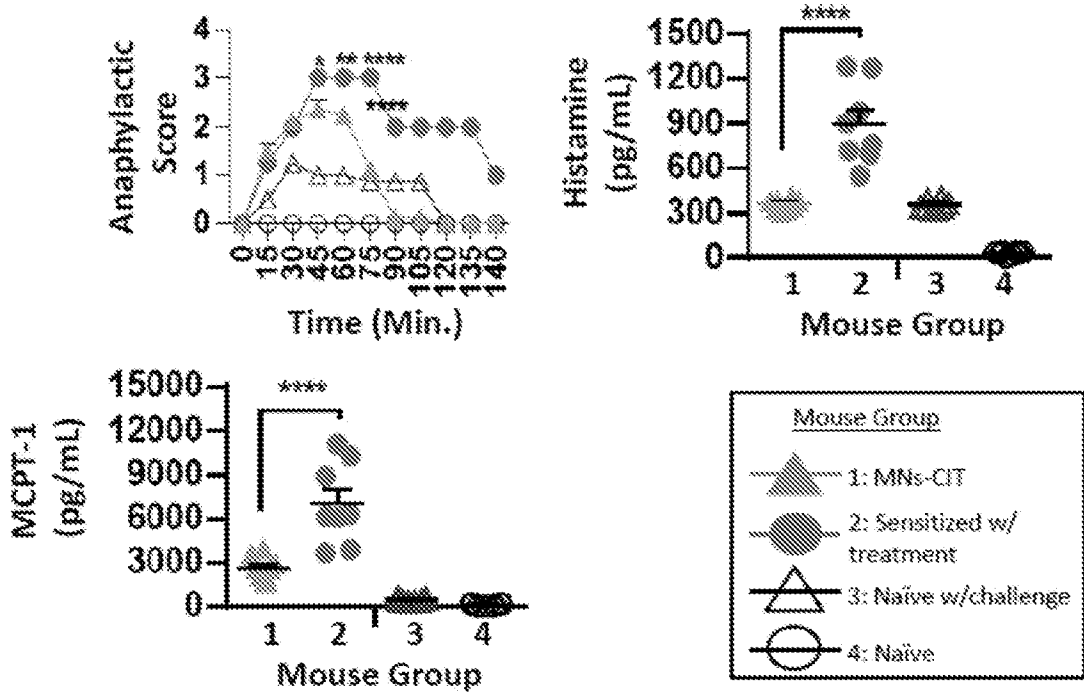 Anaphylactic
Score
4
3
2
1
0
* ** ****
****
0 15 30 45 60 75 90 105 120 135 140
Time (Min.)
Histamine
(pg/mL)
1500
1200
900
600
300
0
****
1 2 3 4
Mouse Group
MCPT-1
(pg/mL)
15000
12000
9000
6000
3000
0
****
1 2 3 4
Mouse Group
Mouse Group
1: MNs-CIT
2: Sensitized w/
treatment
3: Naïve w/challenge
4: Naïve